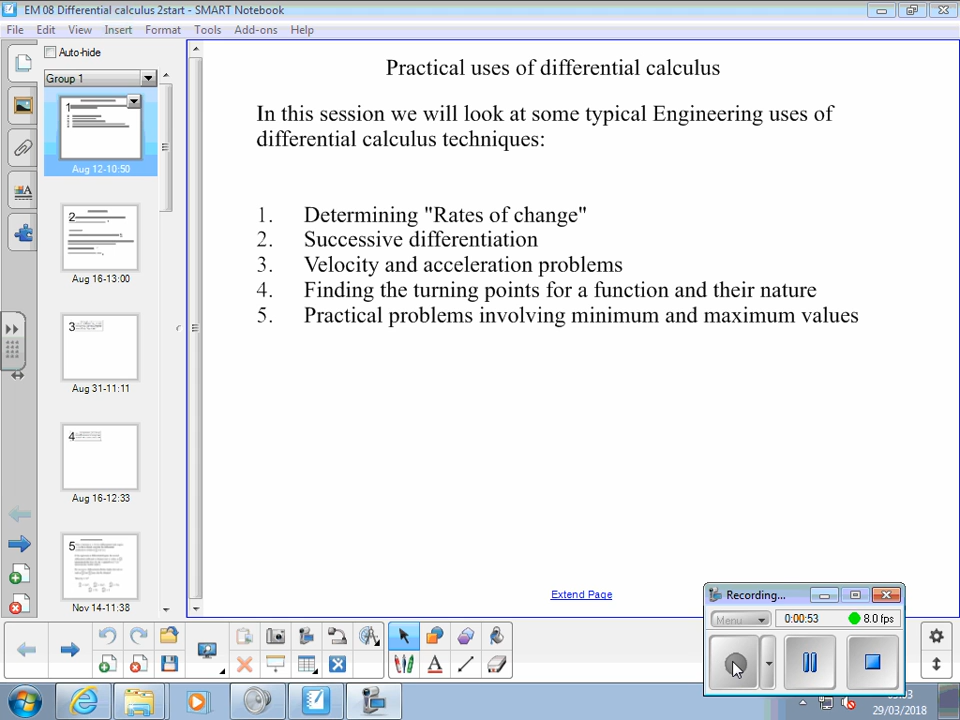 EM 08 Differential calculus 2start - SMART Notebook
File Edit View Insert Format Tools Add-ons Help
Auto-hide
Group 1
1
Aug 12-10:50
2
Aug 16-13:00
3
Aug 31-11:11
4
Aug 16-12:33
5
Nov 14-11:38
Practical uses of differential calculus
In this session we will look at some typical Engineering uses of
differential calculus techniques:
1. Determining "Rates of change"
2. Successive differentiation
3. Velocity and acceleration problems
4. Finding the turning points for a function and their nature
5. Practical problems involving minimum and maximum values
Extend Page
Recording...
Menu 0:00:53 8.0 fps
29/03/2018